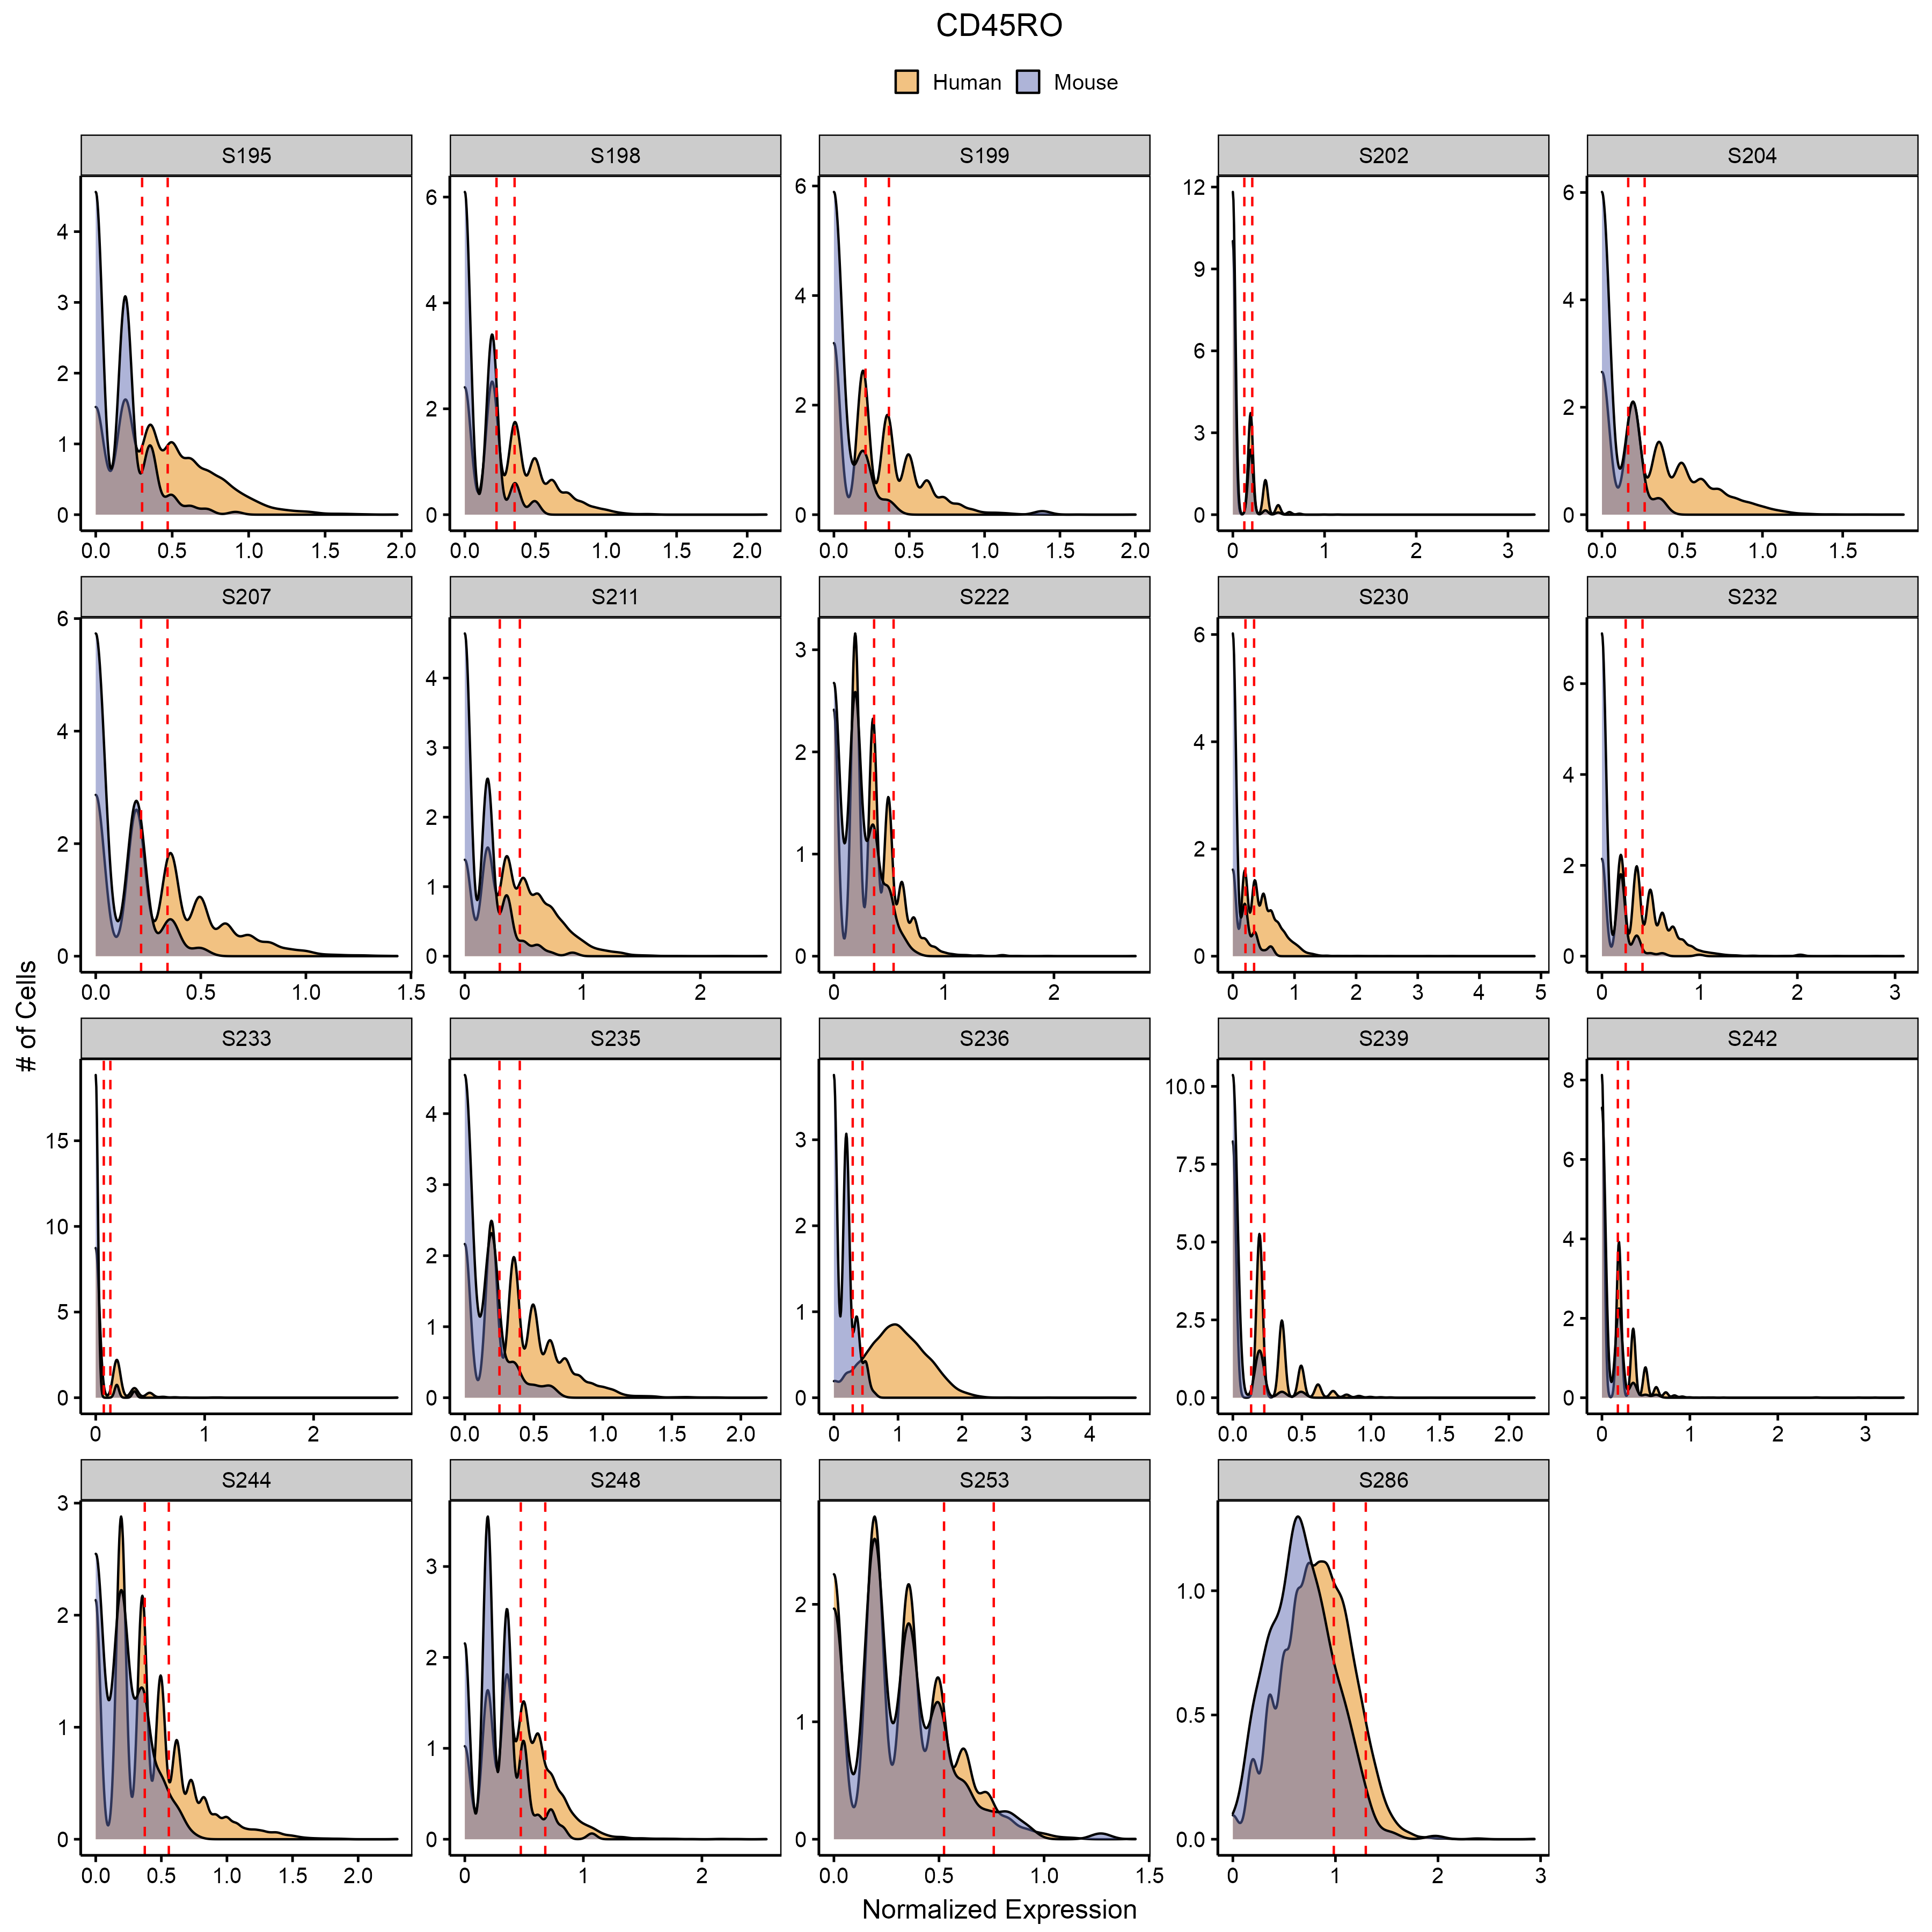 CD45RO
Human Mouse
S195 S198 S199 S202 S204
4 3 2 1 0
6 4 2 0
6 4 2 0
12 9 6 3 0
6 4 2 0
0.0 0.5 1.0 1.5 2.0
0.0 0.5 1.0 1.5 2.0
0.0 0.5 1.0 1.5 2.0
0 1 2 3
0.0 0.5 1.0 1.5
S207 S211 S222 S230 S232
6 4 2 0
4 3 2 1 0
3 2 1 0
6 4 2 0
6 4 2 0
0.0 0.5 1.0 1.5
0 1 2
0 1 2
0 1 2 3 4 5
0 1 2 3
# of Cells
S233 S235 S236 S239 S242
15 10 5 0
4 3 2 1 0
3 2 1 0
10.0 7.5 5.0 2.5 0.0
8 6 4 2 0
0 1 2
0.0 0.5 1.0 1.5 2.0
0 1 2 3 4
0.0 0.5 1.0 1.5 2.0
0 1 2 3
S244 S248 S253 S286
3 2 1 0
3 2 1 0
2 1 0
1.0 0.5 0.0
0.0 0.5 1.0 1.5 2.0
0 1 2
0.0 0.5 1.0 1.5
0 1 2 3
Normalized Expression